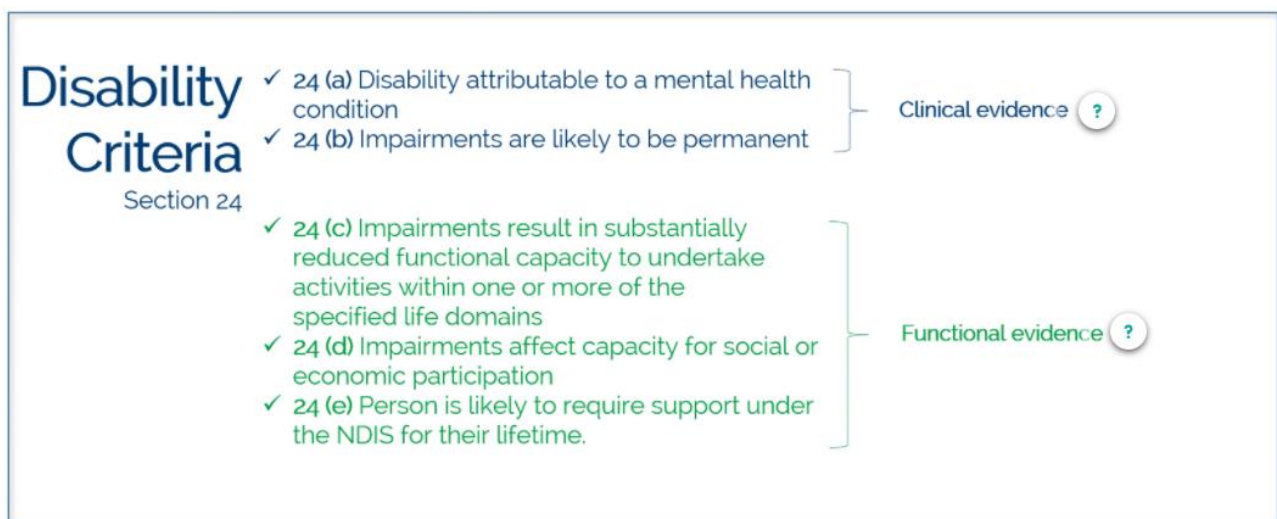 Disability
Criteria
Section 24
✓ 24 (a) Disability attributable to a mental health
condition
✓ 24 (b) Impairments are likely to be permanent
Clinical evidence ?
✓ 24 (c) Impairments result in substantially
reduced functional capacity to undertake
activities within one or more of the
specified life domains
✓ 24 (d) Impairments affect capacity for social or
economic participation
✓ 24 (e) Person is likely to require support under
the NDIS for their lifetime.
Functional evidence ?